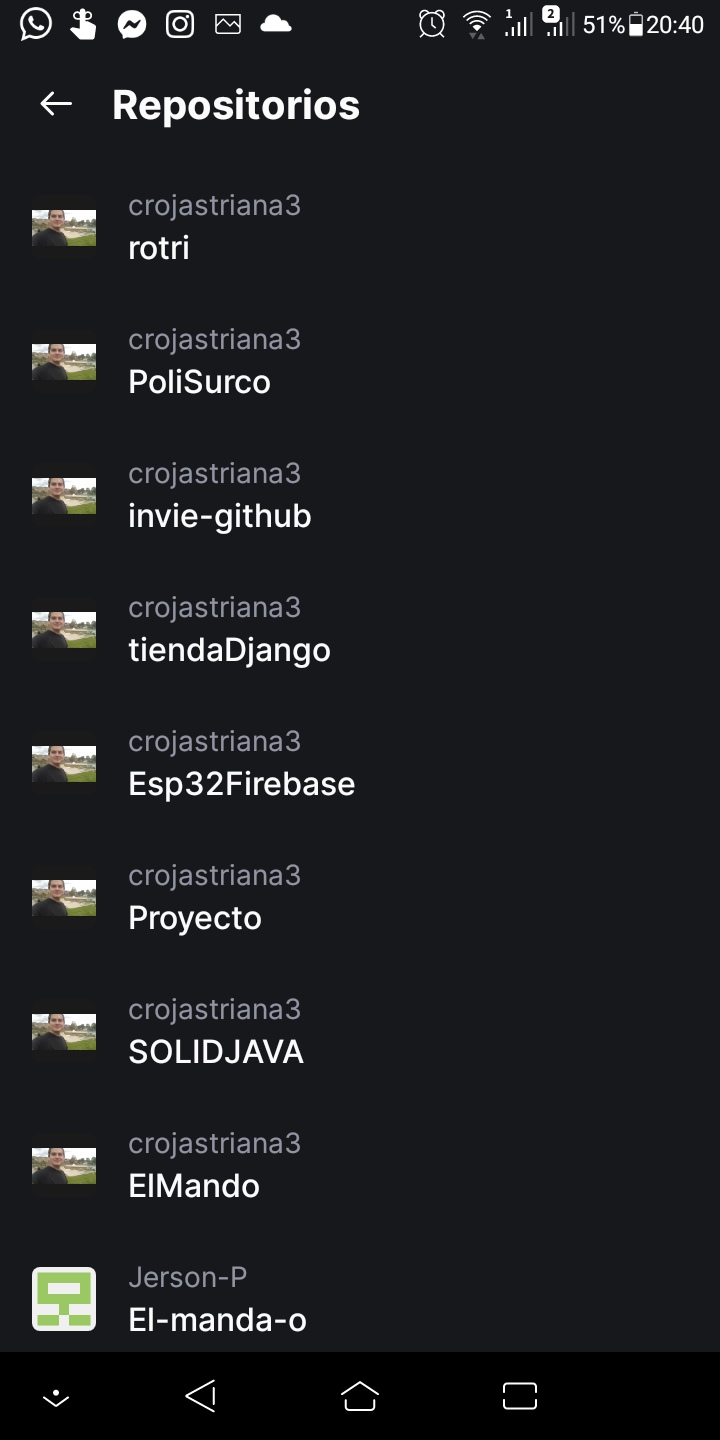 1 2 51% 20:40
Repositorios
crojastriana3
rotri
crojastriana3
PoliSurco
crojastriana3
invie-github
crojastriana3
tiendaDjango
crojastriana3
Esp32Firebase
crojastriana3
Proyecto
crojastriana3
SOLIDJAVA
crojastriana3
ElMando
Jerson-P
El-manda-o